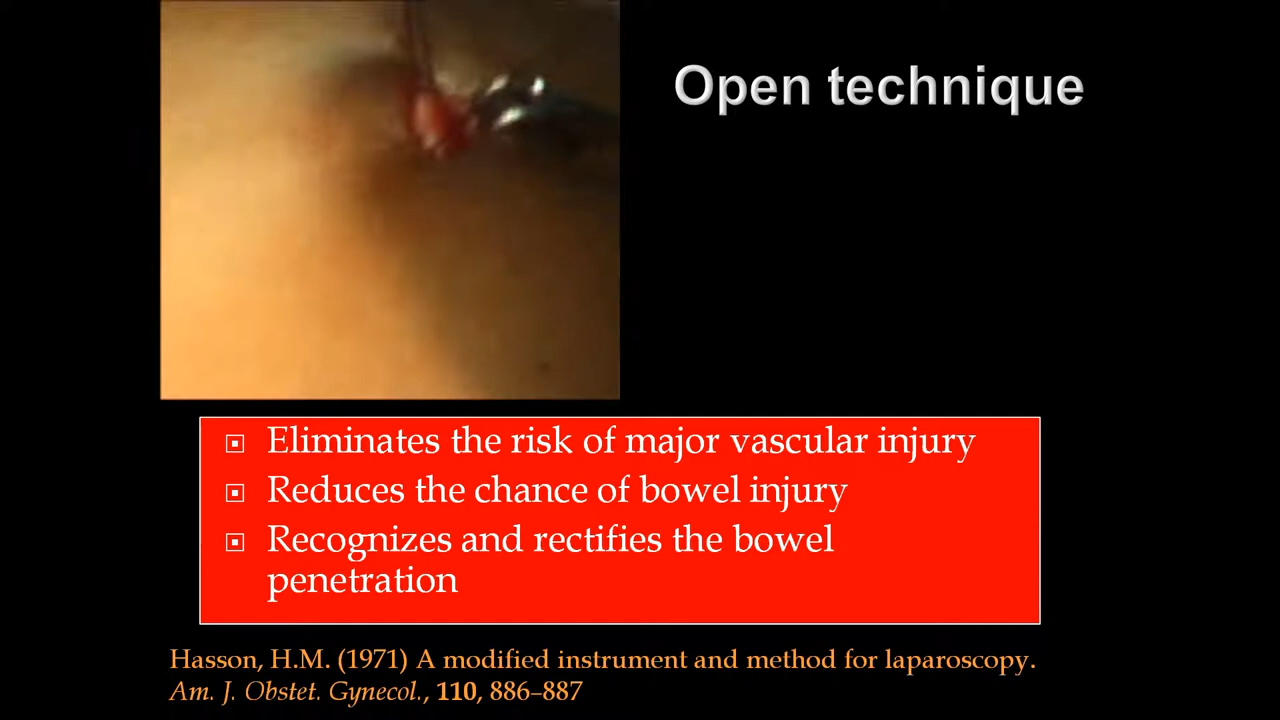 Open technique
Eliminates the risk of major vascular injury
Reduces the chance of bowel injury
Recognizes and rectifies the bowel
penetration
Hasson, H.M. (1971) A modified instrument and method for laparoscopy.
Am. J. Obstet. Gynecol., 110, 886–887